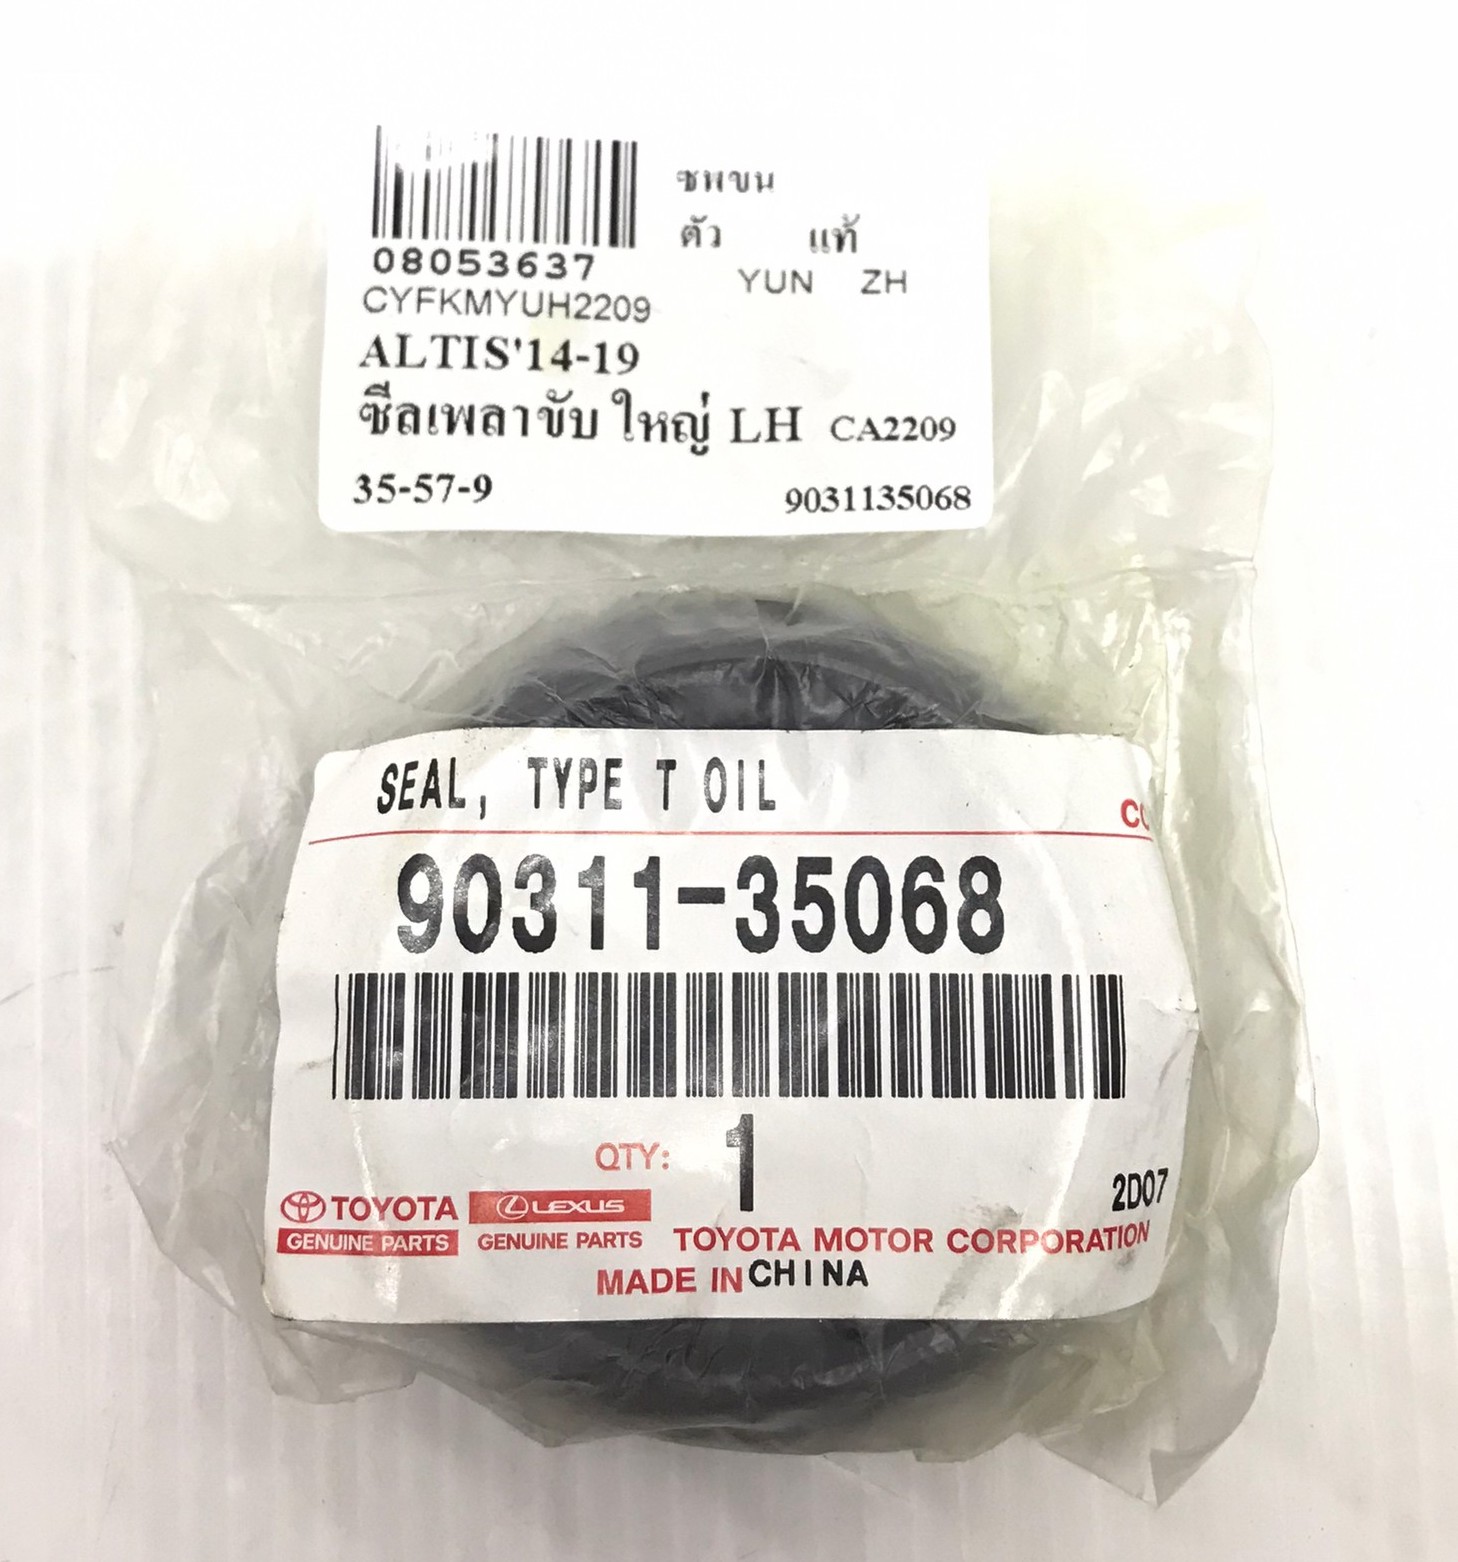 ซพขน
ตัว แท้
08053637 YUN ZH
CYFKMYUH2209
ALTIS'14-19
ซีลเพลาขับ ใหญ่ LH CA2209
35-57-9 9031135068
SEAL, TYPE T OIL
90311-35068
QTY: 1
2D07
TOYOTA LEXUS
GENUINE PARTS GENUINE PARTS TOYOTA MOTOR CORPORATION
MADE IN CHINA